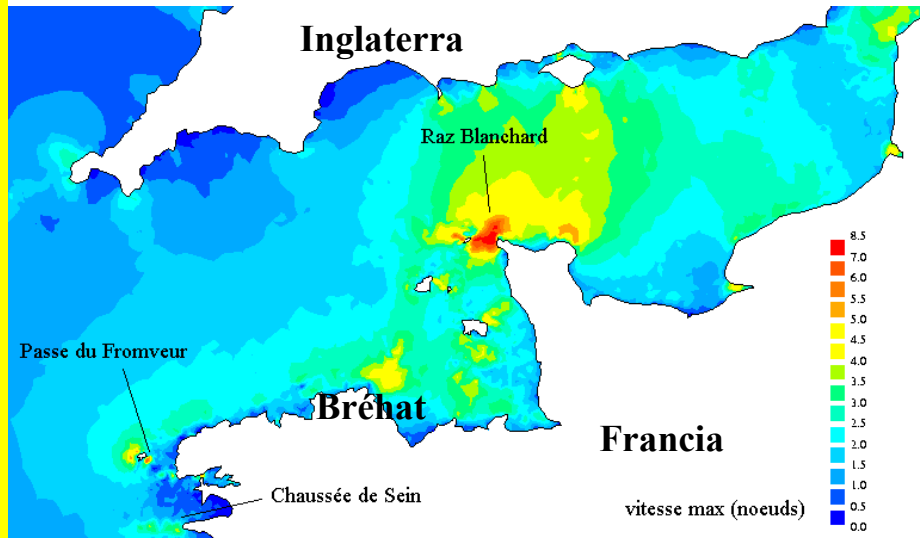 Inglaterra
Raz Blanchard
Passe du Fromveur
Bréhat
Francia
Chaussée de Sein
vitesse max (noeuds)
8.5
7.0
6.0
5.5
5.0
4.5
4.0
3.5
3.0
2.5
2.0
1.5
1.0
0.5
0.0